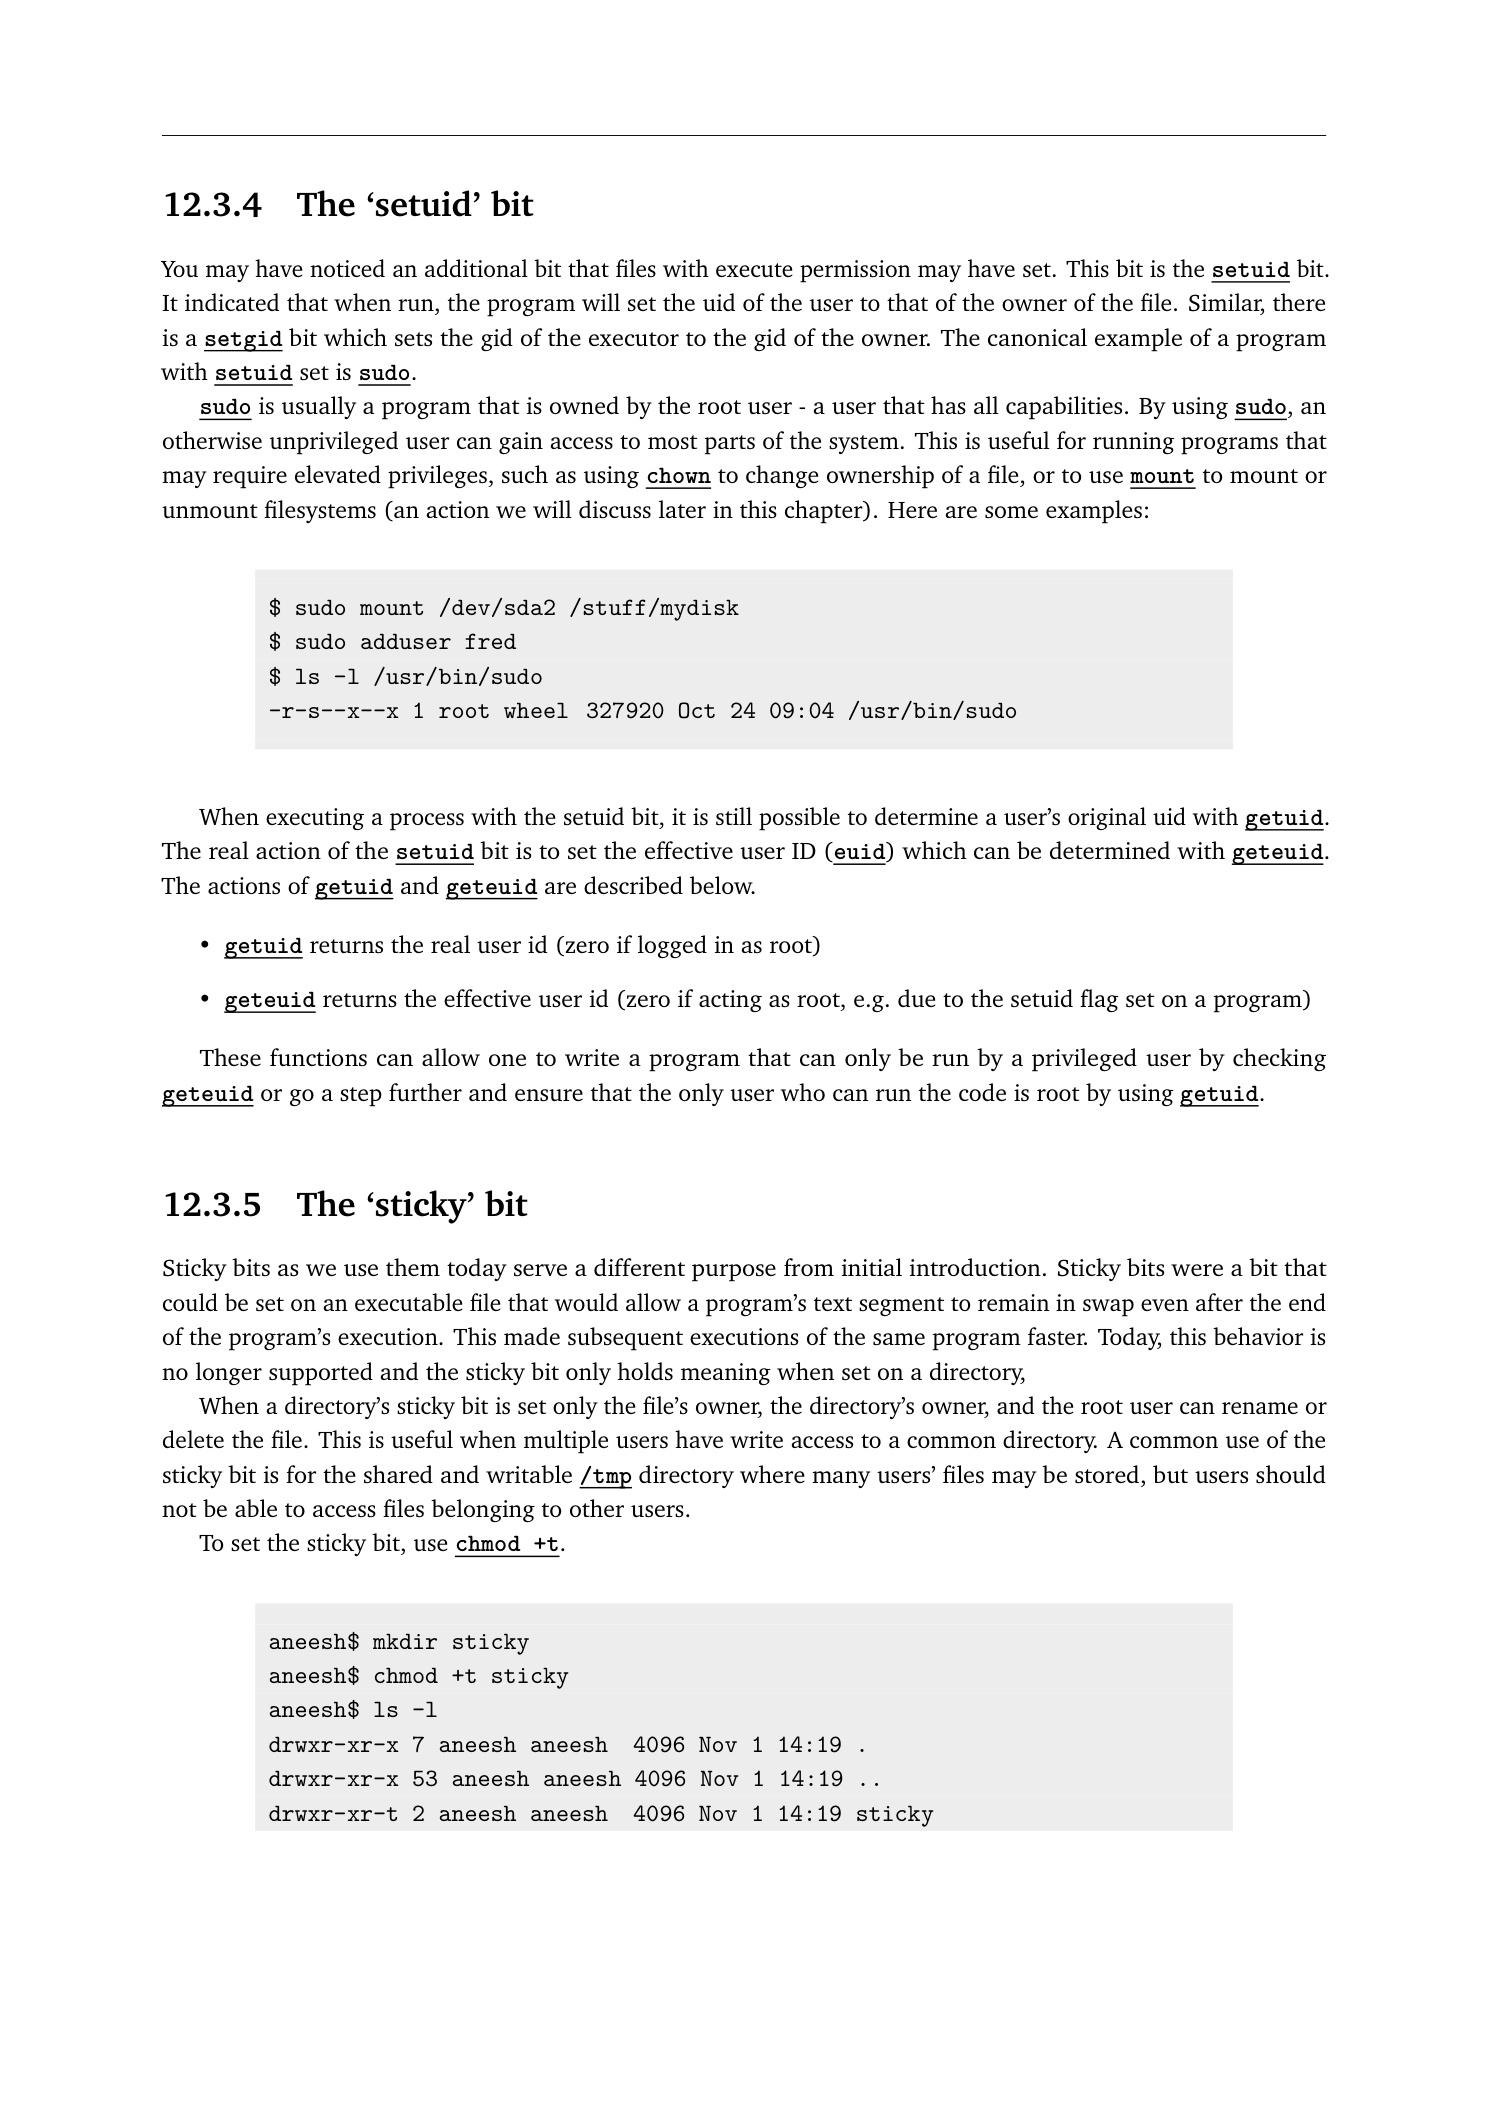 12.3.4 The ‘setuid’ bit
You may have noticed an additional bit that files with execute permission may have set. This bit is the setuid bit.
It indicated that when run, the program will set the uid of the user to that of the owner of the file. Similar, there
is a setgid bit which sets the gid of the executor to the gid of the owner. The canonical example of a program
with setuid set is sudo.
sudo is usually a program that is owned by the root user - a user that has all capabilities. By using sudo, an
otherwise unprivileged user can gain access to most parts of the system. This is useful for running programs that
may require elevated privileges, such as using chown to change ownership of a file, or to use mount to mount or
unmount filesystems (an action we will discuss later in this chapter). Here are some examples:
$ sudo mount /dev/sda2 /stuff/mydisk
$ sudo adduser fred
$ ls -l /usr/bin/sudo
-r-s--x--x 1 root wheel 327920 Oct 24 09:04 /usr/bin/sudo
When executing a process with the setuid bit, it is still possible to determine a user’s original uid with getuid.
The real action of the setuid bit is to set the effective user ID (euid) which can be determined with geteuid.
The actions of getuid and geteuid are described below.
• getuid returns the real user id (zero if logged in as root)
• geteuid returns the effective user id (zero if acting as root, e.g. due to the setuid flag set on a program)
These functions can allow one to write a program that can only be run by a privileged user by checking
geteuid or go a step further and ensure that the only user who can run the code is root by using getuid.
12.3.5 The ‘sticky’ bit
Sticky bits as we use them today serve a different purpose from initial introduction. Sticky bits were a bit that
could be set on an executable file that would allow a program’s text segment to remain in swap even after the end
of the program’s execution. This made subsequent executions of the same program faster. Today, this behavior is
no longer supported and the sticky bit only holds meaning when set on a directory,
When a directory’s sticky bit is set only the file’s owner, the directory’s owner, and the root user can rename or
delete the file. This is useful when multiple users have write access to a common directory. A common use of the
sticky bit is for the shared and writable /tmp directory where many users’ files may be stored, but users should
not be able to access files belonging to other users.
To set the sticky bit, use chmod +t.
aneesh$ mkdir sticky
aneesh$ chmod +t sticky
aneesh$ ls -l
drwxr-xr-x 7 aneesh aneesh  4096 Nov 1 14:19 .
drwxr-xr-x 53 aneesh aneesh 4096 Nov 1 14:19 ..
drwxr-xr-t 2 aneesh aneesh  4096 Nov 1 14:19 sticky